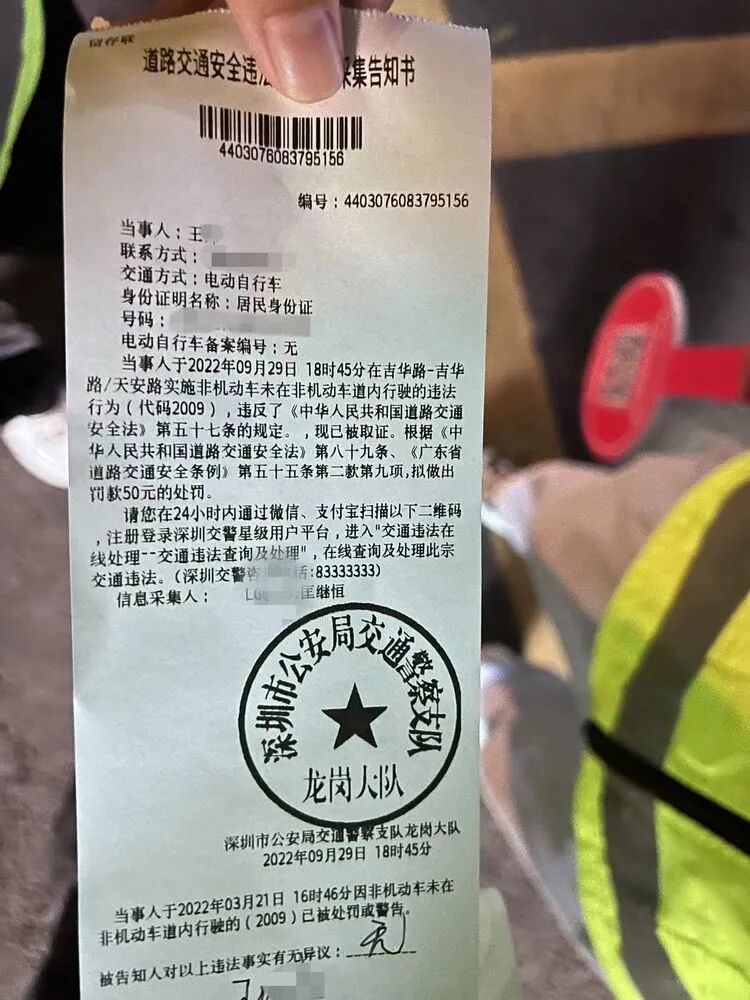 留存联
道路交通安全违法 采集告知书
4403076083795156
编号：4403076083795156
当事人：王
联系方式：
交通方式：电动自行车
身份证明名称：居民身份证
号码：
电动自行车备案编号：无
当事人于2022年09月29日 18时45分在吉华路-吉华
路/天安路实施非机动车未在非机动车道内行驶的违法
行为（代码2009），违反了《中华人民共和国道路交通
安全法》第五十七条的规定。，现已被取证。根据《中
华人民共和国道路交通安全法》第八十九条、《广东省
道路交通安全条例》第五十五条第二款第九项，拟做出
罚款50元的处罚。
请您在24小时内通过微信、支付宝扫描以下二维码
，注册登录深圳交警星级用户平台，进入"交通违法在
线处理--交通违法查询及处理"，在线查询及处理此宗
交通违法。（深圳交警咨 话:83333333）
信息采集人： LG 匡继恒
深圳市公安局交通警察支队
龙岗大队
深圳市公安局交通警察支队龙岗大队
2022年09月29日 18时45分
当事人于2022年03月21日 16时46分因非机动车未在
非机动车道内行驶的（2009）已被处罚或警告。
被告知人对以上违法事实有无异议：无
王